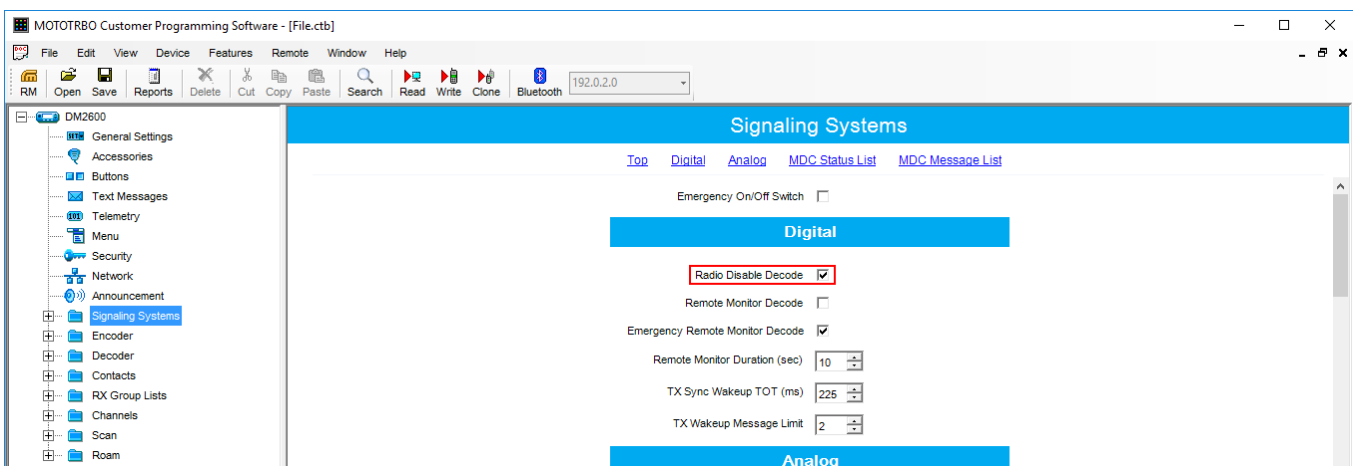 MOTOTRBO Customer Programming Software - [File.ctb]
File Edit View Device Features Remote Window Help
RM Open Save Reports Delete Cut Copy Paste Search Read Write Clone Bluetooth 192.0.2.0
DM2600
General Settings
Accessories
Buttons
Text Messages
Telemetry
Menu
Security
Network
Announcement
Signaling Systems
Encoder
Decoder
Contacts
RX Group Lists
Channels
Scan
Roam
Signaling Systems
Top Digital Analog MDC Status List MDC Message List
Emergency On/Off Switch
Digital
Radio Disable Decode
Remote Monitor Decode
Emergency Remote Monitor Decode
Remote Monitor Duration (sec) 10
TX Sync Wakeup TOT (ms) 225
TX Wakeup Message Limit 2
Analog